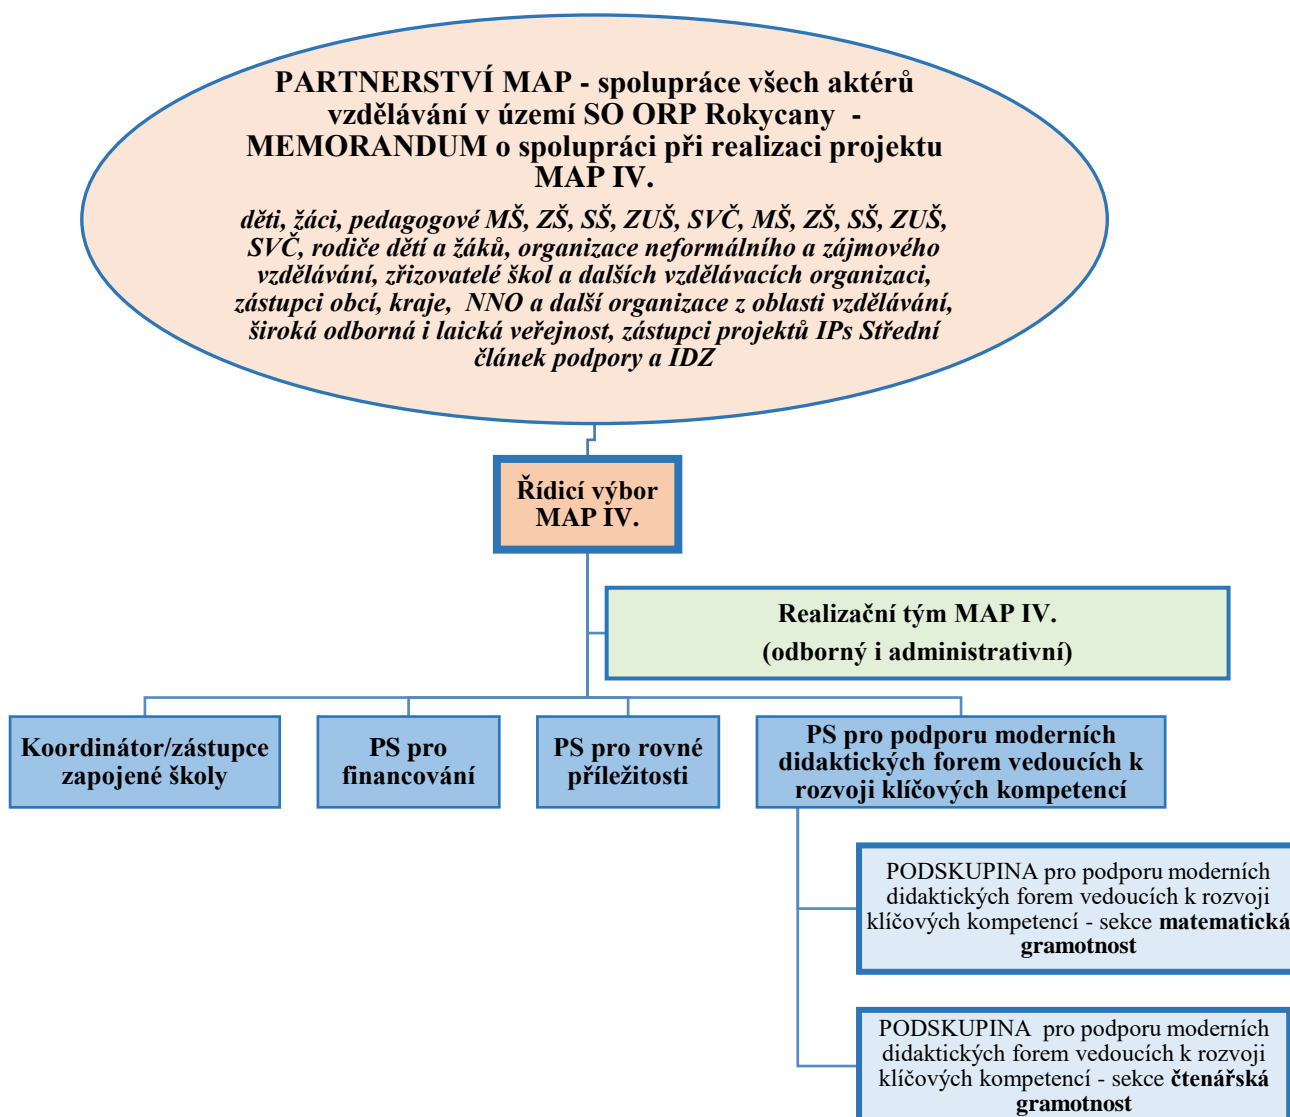 PARTNERSTVÍ MAP - spolupráce všech aktérů
vzdělávání v území SO ORP Rokycany -
MEMORANDUM o spolupráci při realizaci projektu
MAP IV.
děti, žáci, pedagogové MŠ, ZŠ, SŠ, ZUŠ, SVČ, MŠ, ZŠ, SŠ, ZUŠ,
SVČ, rodiče dětí a žáků, organizace neformálního a zájmového
vzdělávání, zřizovatelé škol a dalších vzdělávacích organizaci,
zástupci obcí, kraje, NNO a další organizace z oblasti vzdělávání,
široká odborná i laická veřejnost, zástupci projektů IPs Střední
článek podpory a IDZ
Řídicí výbor
MAP IV.
Realizační tým MAP IV.
(odborný i administrativní)
Koordinátor/zástupce
zapojené školy
PS pro
financování
PS pro rovné
příležitosti
PS pro podporu moderních
didaktických forem vedoucích k
rozvoji klíčových kompetencí
PODSKUPINA pro podporu moderních
didaktických forem vedoucích k rozvoji
klíčových kompetencí - sekce matematická
gramotnost
PODSKUPINA pro podporu moderních
didaktických forem vedoucích k rozvoji
klíčových kompetencí - sekce čtenářská
gramotnost